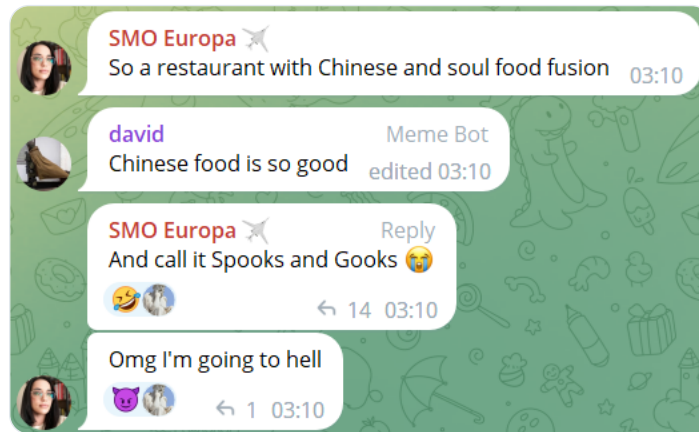 SMO Europa
So a restaurant with Chinese and soul food fusion 03:10
david Meme Bot
Chinese food is so good edited 03:10
SMO Europa Reply
And call it Spooks and Gooks 😭
🤣 14 03:10
Omg I'm going to hell
😈 1 03:10